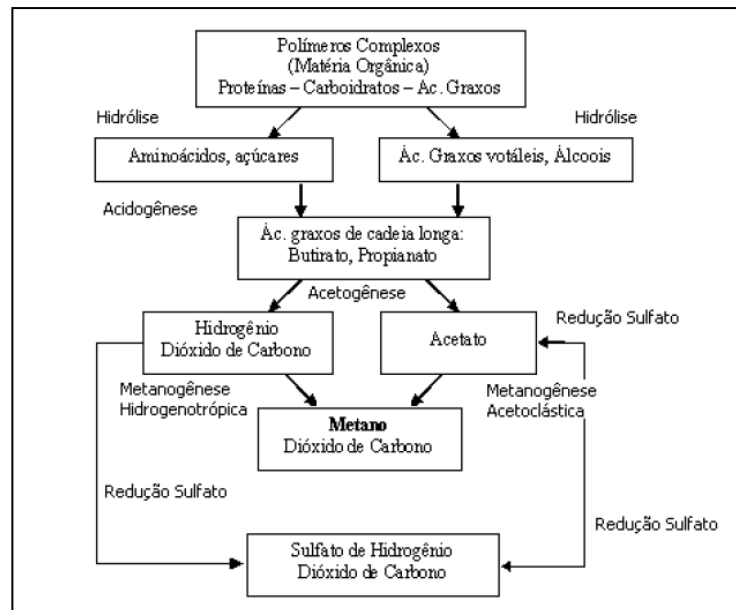 Polímeros Complexos
(Matéria Orgânica)
Proteínas – Carboidratos – Ac. Graxos
Hidrólise
Hidrólise
Aminoácidos, açúcares
Ác. Graxos votáleis, Álcoois
Acidogênese
Ác. graxos de cadeia longa:
Butirato, Propianato
Acetogênese
Hidrogênio
Dióxido de Carbono
Acetato
Redução Sulfato
Metanogênese
Hidrogenotrópica
Metanogênese
Acetoclástica
Metano
Dióxido de Carbono
Redução Sulfato
Redução Sulfato
Sulfato de Hidrogênio
Dióxido de Carbono